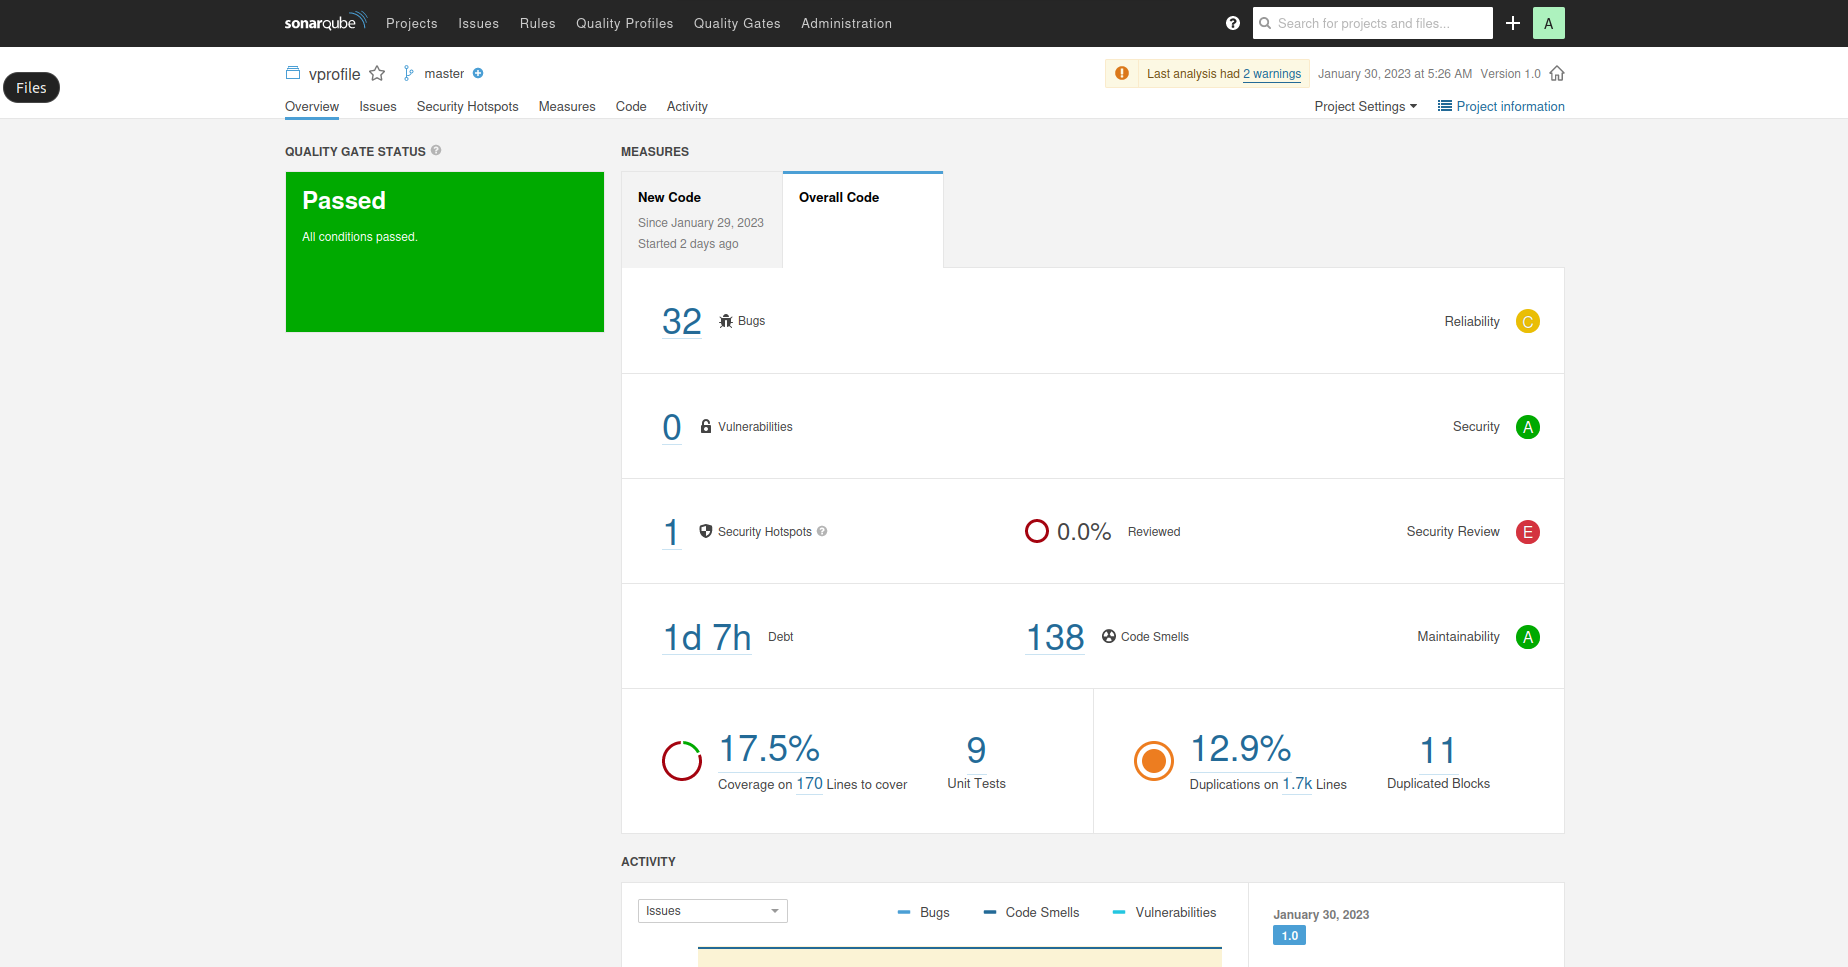 sonarqube Projects Issues Rules Quality Profiles Quality Gates Administration ? Search for projects and files... + A
Files
vprofile master Last analysis had 2 warnings January 30, 2023 at 5:26 AM Version 1.0
Overview Issues Security Hotspots Measures Code Activity Project Settings Project information
QUALITY GATE STATUS ?
Passed
All conditions passed.
MEASURES
New Code
Since January 29, 2023
Started 2 days ago
Overall Code
32 Bugs Reliability C
0 Vulnerabilities Security A
1 Security Hotspots ? 0.0% Reviewed Security Review E
1d 7h Debt 138 Code Smells Maintainability A
17.5%
Coverage on 170 Lines to cover
9
Unit Tests
12.9%
Duplications on 1.7k Lines
11
Duplicated Blocks
ACTIVITY
Issues Bugs Code Smells Vulnerabilities
January 30, 2023
1.0